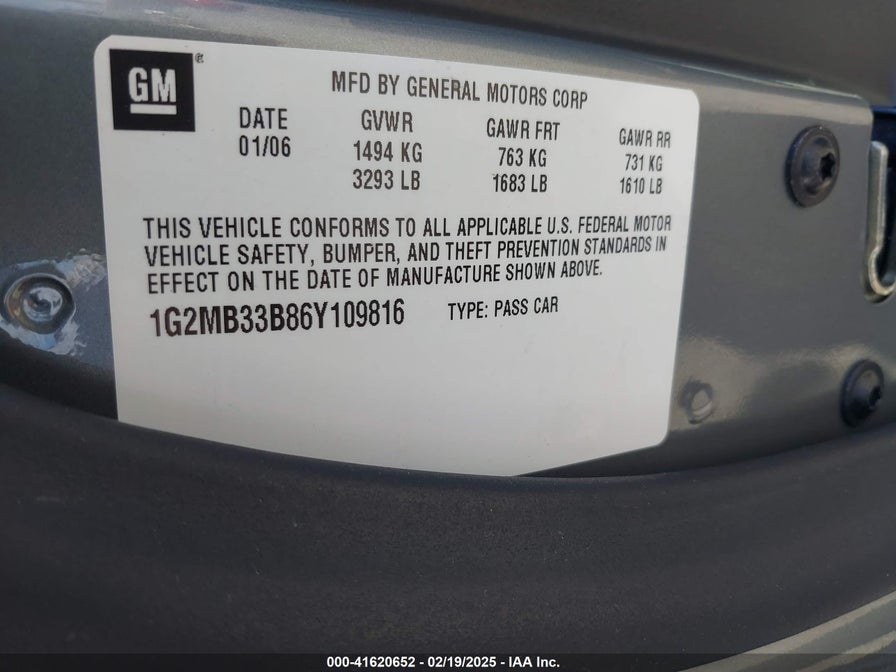 GM®
MFD BY GENERAL MOTORS CORP
DATE GVWR GAWR FRT GAWR RR
01/06 1494 KG 763 KG 731 KG
3293 LB 1683 LB 1610 LB
THIS VEHICLE CONFORMS TO ALL APPLICABLE U.S. FEDERAL MOTOR
VEHICLE SAFETY, BUMPER, AND THEFT PREVENTION STANDARDS IN
EFFECT ON THE DATE OF MANUFACTURE SHOWN ABOVE.
1G2MB33B86Y109816 TYPE: PASS CAR
000-41620652 - 02/19/2025 - IAA Inc.